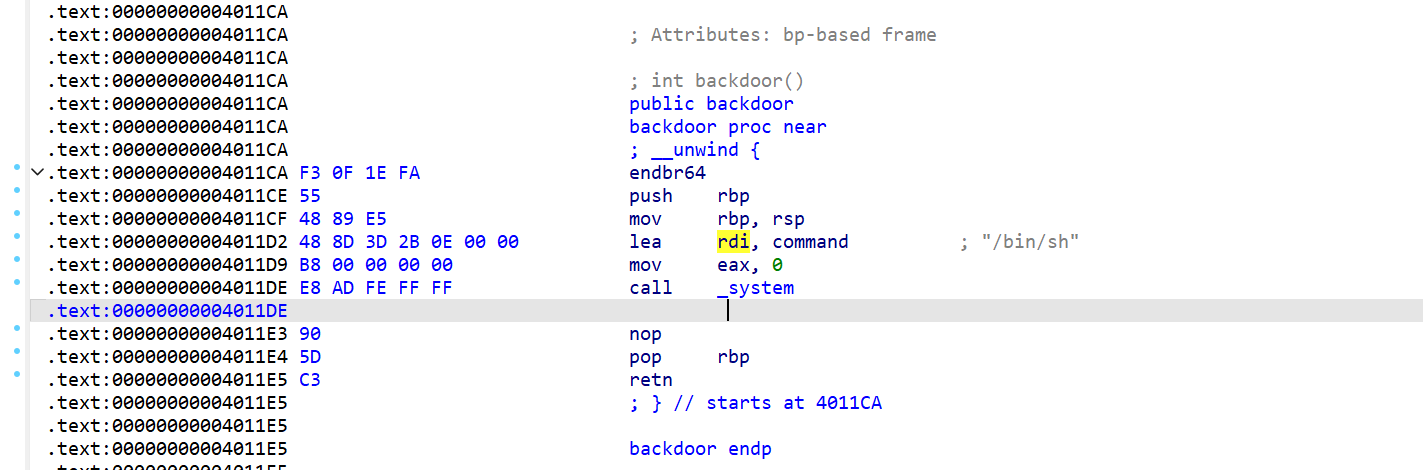 .text:00000000004011CA
.text:00000000004011CA ; Attributes: bp-based frame
.text:00000000004011CA
.text:00000000004011CA ; int backdoor()
.text:00000000004011CA public backdoor
.text:00000000004011CA backdoor proc near
.text:00000000004011CA ; __unwind {
.text:00000000004011CA F3 0F 1E FA endbr64
.text:00000000004011CE 55 push rbp
.text:00000000004011CF 48 89 E5 mov rbp, rsp
.text:00000000004011D2 48 8D 3D 2B 0E 00 00 lea rdi, command ; "/bin/sh"
.text:00000000004011D9 B8 00 00 00 00 mov eax, 0
.text:00000000004011DE E8 AD FE FF FF call _system
.text:00000000004011DE
.text:00000000004011E3 90 nop
.text:00000000004011E4 5D pop rbp
.text:00000000004011E5 C3 retn
.text:00000000004011E5 ; } // starts at 4011CA
.text:00000000004011E5
.text:00000000004011E5 backdoor endp